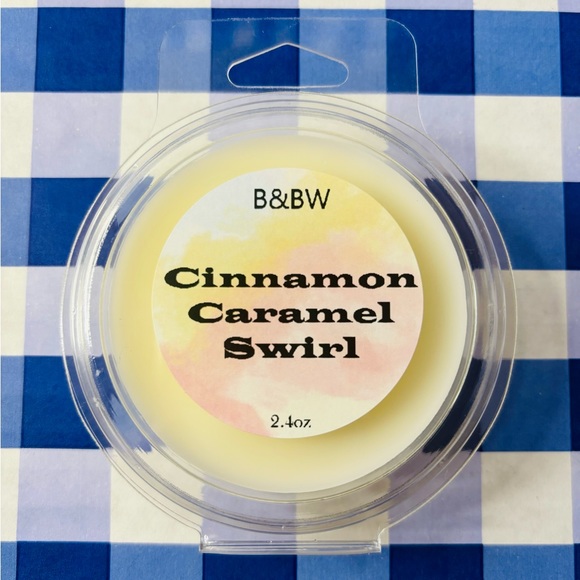 B&BW
Cinnamon
Caramel
Swirl
2.4oz